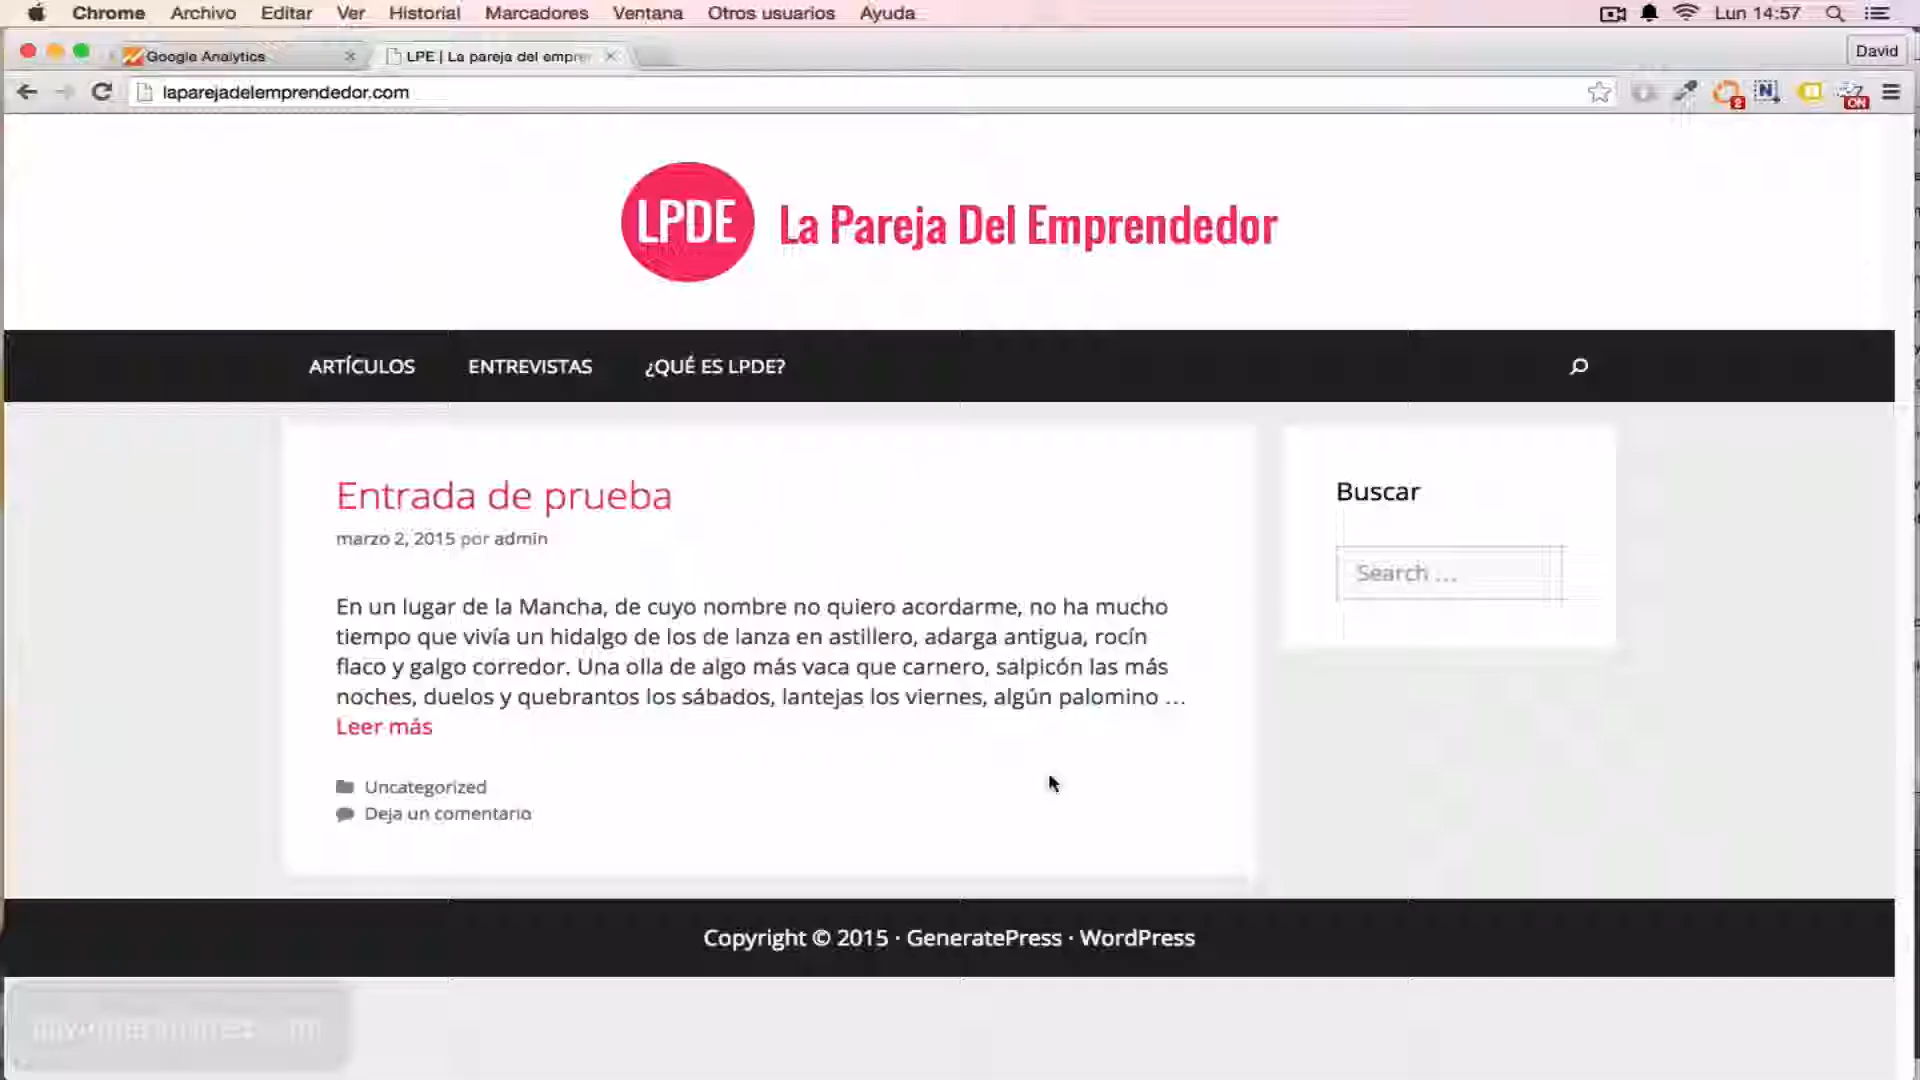 Chrome Archivo Editar Ver Historial Marcadores Ventana Otros usuarios Ayuda Lun 14:57
Google Analytics LPE | La pareja del empre David
laparejadelemprendedor.com 2 N ON
LPDE La Pareja Del Emprendedor
ARTÍCULOS ENTREVISTAS ¿QUÉ ES LPDE?
Entrada de prueba
marzo 2, 2015 por admin
En un lugar de la Mancha, de cuyo nombre no quiero acordarme, no ha mucho
tiempo que vivía un hidalgo de los de lanza en astillero, adarga antigua, rocín
flaco y galgo corredor. Una olla de algo más vaca que carnero, salpicón las más
noches, duelos y quebrantos los sábados, lantejas los viernes, algún palomino ...
Leer más
Uncategorized
Deja un comentario
Buscar
Search ...
Copyright © 2015 · GeneratePress · WordPress